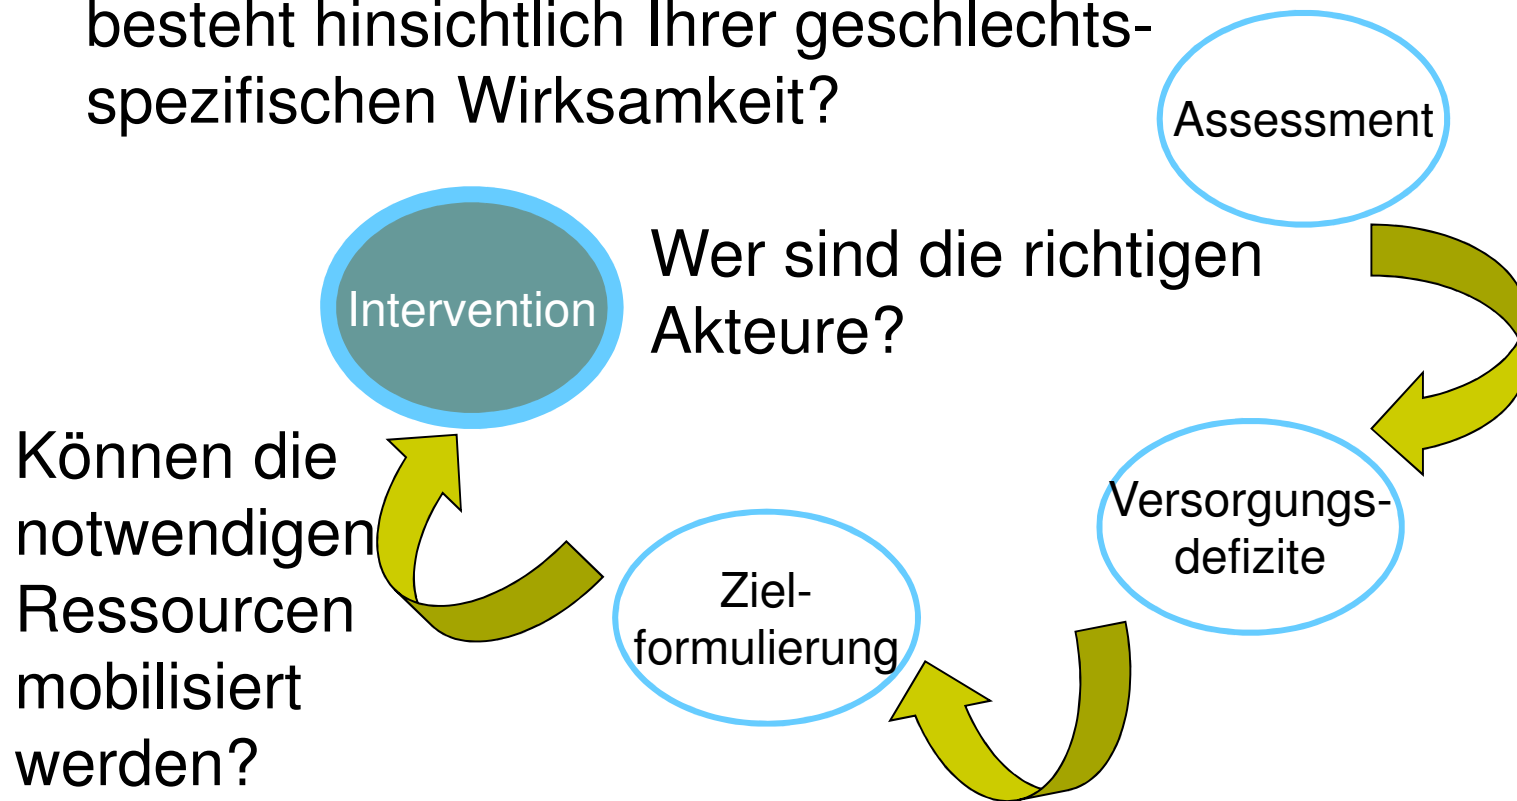 besteht hinsichtlich Ihrer geschlechts-
spezifischen Wirksamkeit?
Assessment
Wer sind die richtigen
Akteure?
Intervention
Können die
notwendigen
Ressourcen
mobilisiert
werden?
Versorgungs-
defizite
Ziel-
formulierung